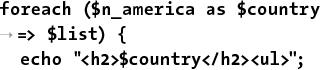 foreach ($n_america as $country
→ => $list) {
echo "<h2>$country</h2><ul>";